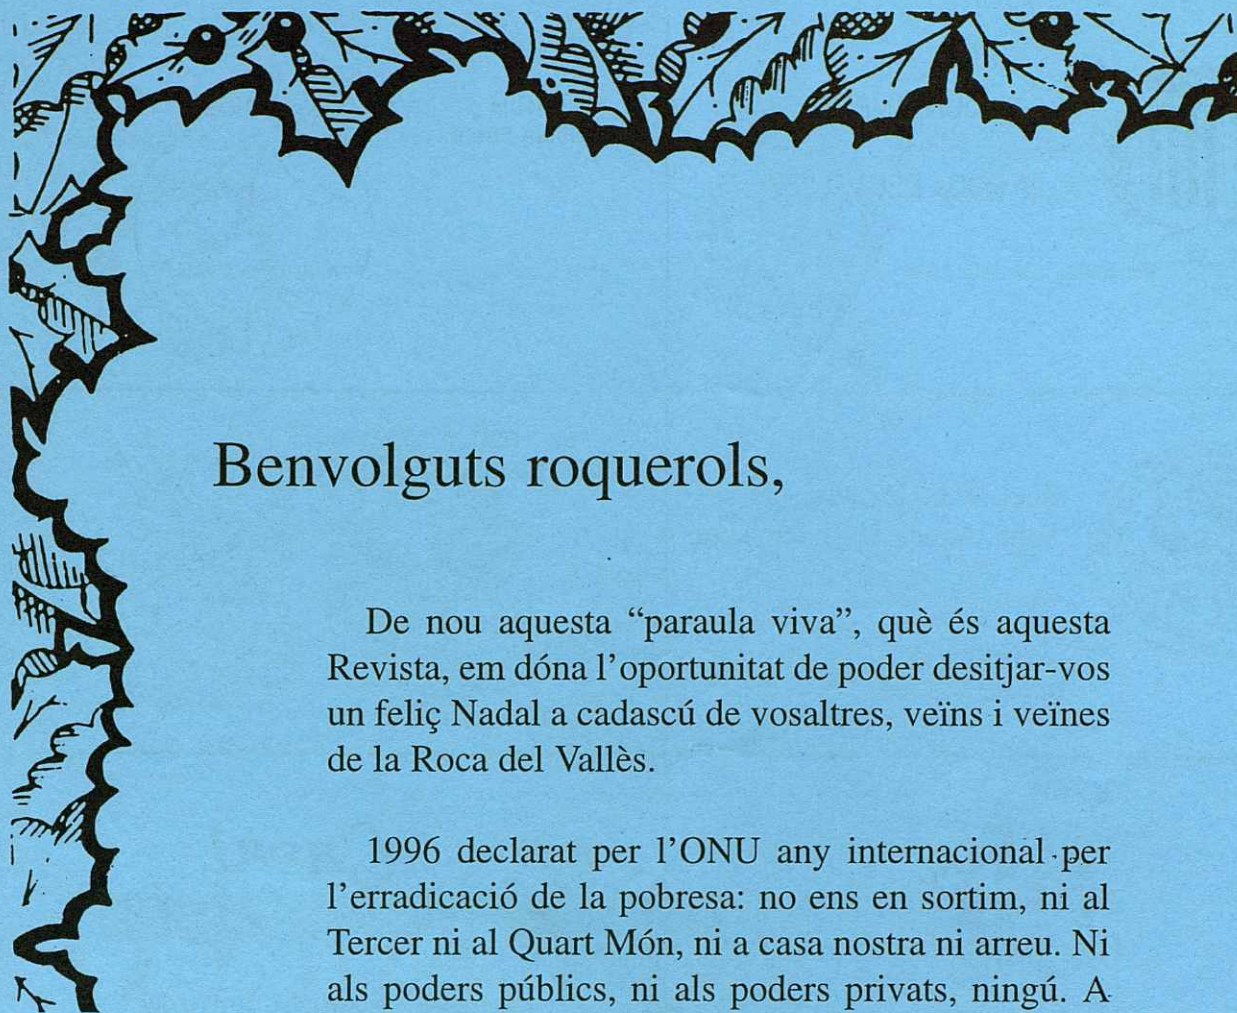 Benvolguts roquerols,
De nou aquesta “paraula viva”, què és aquesta
Revista, em dóna l’oportunitat de poder desitjar-vos
un feliç Nadal a cadascú de vosaltres, veïns i veïnes
de la Roca del Vallès.
1996 declarat per l’ONU any internacional per
l’erradicació de la pobresa: no ens en sortim, ni al
Tercer ni al Quart Món, ni a casa nostra ni arreu. Ni
als poders públics, ni als poders privats, ningú. A